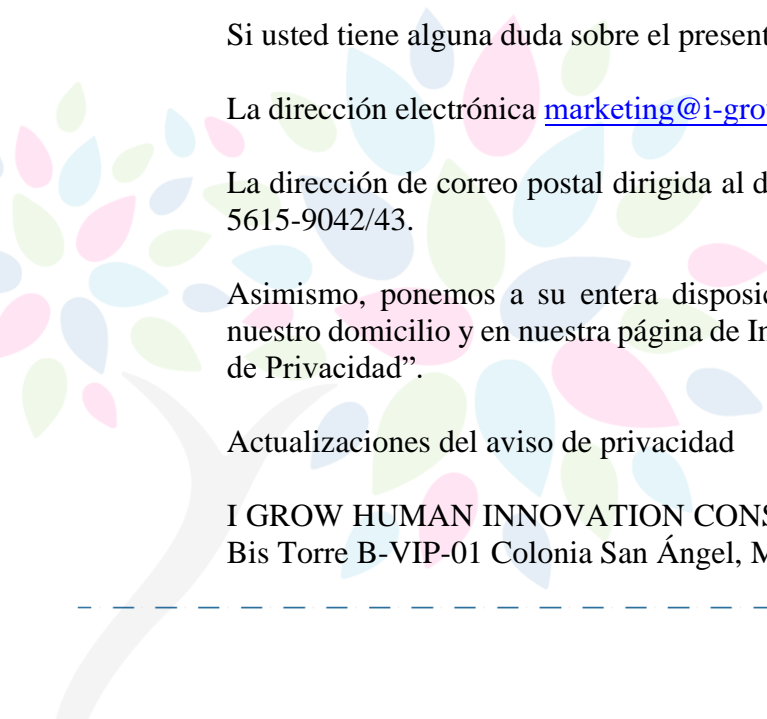 Si usted tiene alguna duda sobre el present
La dirección electrónica marketing@i-gro
La dirección de correo postal dirigida al d
5615-9042/43.
Asimismo, ponemos a su entera disposic
nuestro domicilio y en nuestra página de In
de Privacidad”.
Actualizaciones del aviso de privacidad
I GROW HUMAN INNOVATION CONS
Bis Torre B-VIP-01 Colonia San Ángel, M